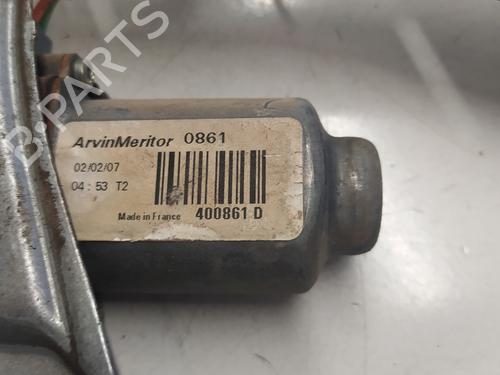 B-PARTS
ArvinMeritor 0861
02/02/07
04:53 T2
Made in France 400861 D